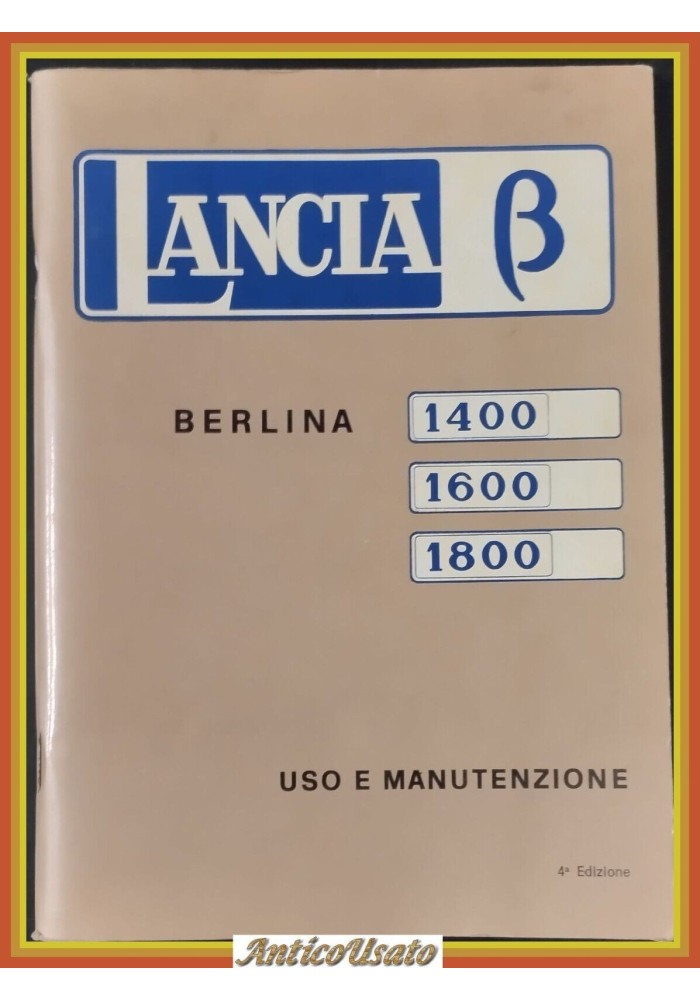 LANCIA β
BERLINA 1400
1600
1800
USO E MANUTENZIONE
4ª Edizione
AnticoUsato